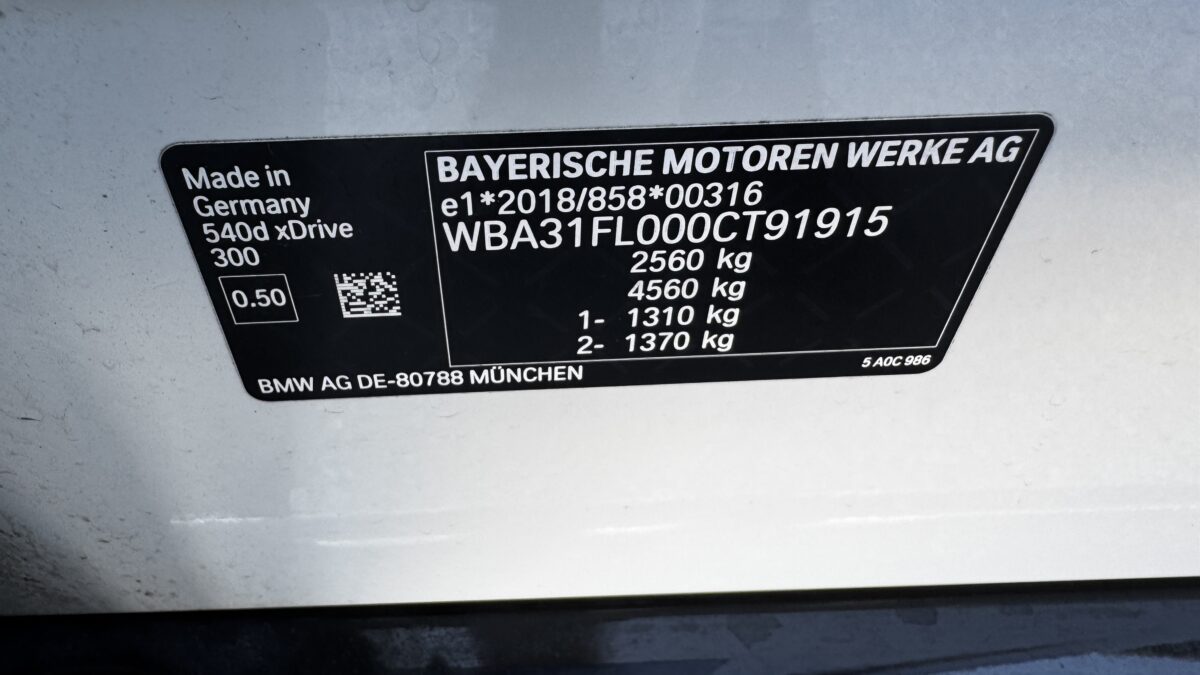 Made in
Germany
540d xDrive
300
0.50
BAYERISCHE MOTOREN WERKE AG
e1*2018/858*00316
WBA31FL000CT91915
2560 kg
4560 kg
1- 1310 kg
2- 1370 kg
BMW AG DE-80788 MÜNCHEN
5 A0C 986